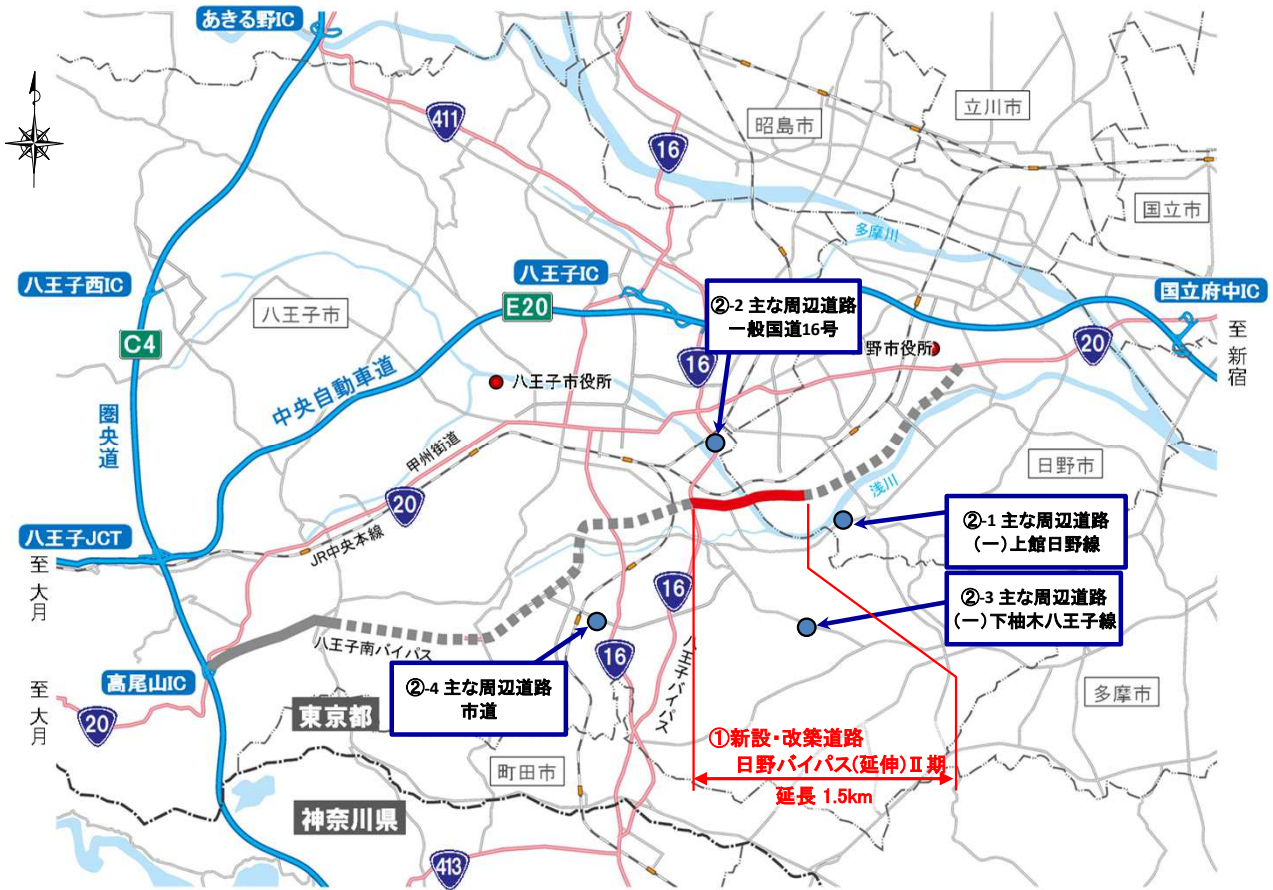 あきる野IC
411
16
昭島市
立川市
国立市
多摩川
八王子西IC
八王子市
八王子IC
E20
②-2 主な周辺道路
一般国道16号
国立府中IC
至 新宿
20
C4
16
野市役所
八王子市役所
中央自動車道
圏央道
甲州街道
日野市
浅川
20
八王子JCT
JR中央本線
至 大月
②-1 主な周辺道路
(一)上館日野線
16
②-3 主な周辺道路
(一)下柚木八王子線
八王子南バイパス
八王子バイパス
16
高尾山IC
②-4 主な周辺道路
市道
至 大月
20
東京都
多摩市
①新設・改築道路
日野バイパス(延伸)Ⅱ期
延長 1.5km
町田市
神奈川県
413